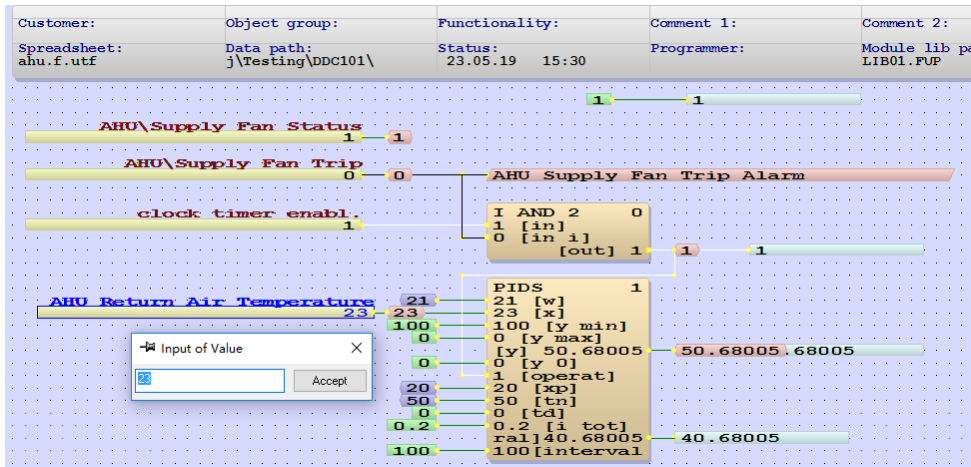 Customer: Object group: Functionality: Comment 1: Comment 2:
Spreadsheet: Data path: Status: Programmer: Module lib pa
ahu.f.utf j\Testing\DDC101\ 23.05.19 15:30 LIB01.FUP
1 1
AHU\Supply Fan Status
1 1
AHU\Supply Fan Trip
0 0 AHU Supply Fan Trip Alarm
clock timer enabl.
1
I AND 2 0
1 [in]
0 [in i]
[out] 1 1 1
PIDS 1
AHU Return Air Temperature 21 21 [w]
23 23 23 [x]
100 100 [y min]
0 0 [y max]
[y] 50.68005 50.68005.68005
0 0 [y 0]
1 [operat]
20 20 [xp]
50 50 [tn]
0 0 [td]
0.2 0.2 [i tot]
ral]40.68005 40.68005
100 100[interval
Input of Value
23 Accept